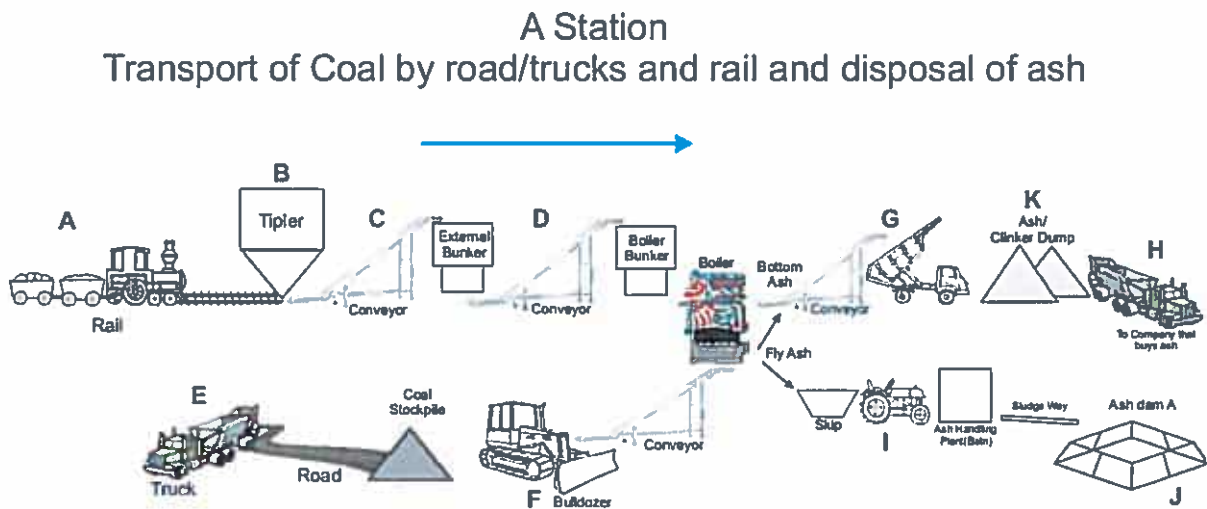 A Station
Transport of Coal by road/trucks and rail and disposal of ash
A
B
Tipler
C
D
External
Bunker
Boiler
Bunker
Boiler
Bottom
Ash
G
K
Ash/
Clinker Dump
H
Rail
Conveyor
Conveyor
Conveyor
To Company that
buys ash
Fly Ash
E
Coal
Stockpile
Truck
Road
F
Bulldozer
Conveyor
Skip
I
Ash Handling
Plant
Sludge Way
Ash dam A
J